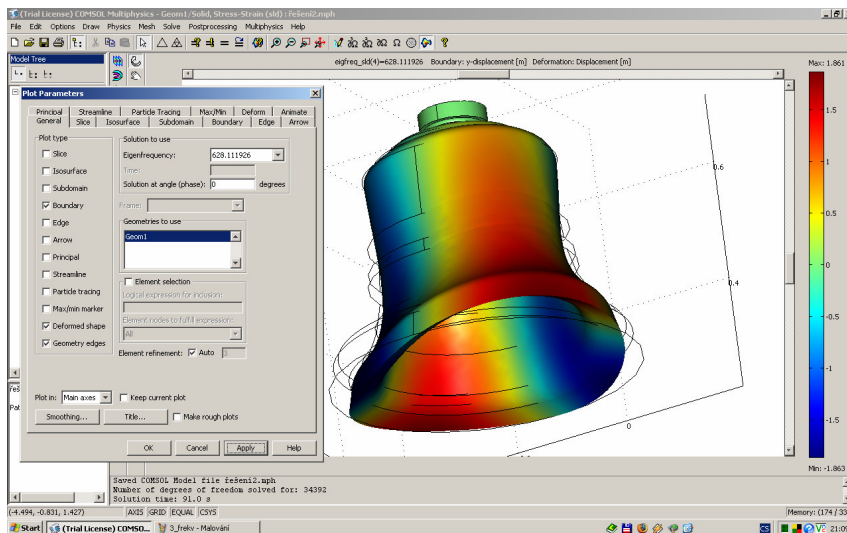 (Trial License) COMSOL Multiphysics - Geom1/Solid, Stress-Strain (sld) : řešení2.mph
File Edit Options Draw Physics Mesh Solve Postprocessing Multiphysics Help
Model Tree
eigfreq_sld(4)=628.111926 Boundary: y-displacement [m] Deformation: Displacement [m]
Max: 1.861
Plot Parameters
Principal Streamline Particle Tracing Max/Min Deform Animate
General Slice Isosurface Subdomain Boundary Edge Arrow
Plot type
Slice
Isosurface
Subdomain
Boundary
Edge
Arrow
Principal
Streamline
Particle tracing
Max/min marker
Deformed shape
Geometry edges
Solution to use
Eigenfrequency: 628.111926
Time:
Solution at angle (phase): 0 degrees
Frame:
Geometries to use
Geom1
Element selection
Logical expression for inclusion:
Element nodes to fulfill expression:
All
Element refinement: Auto 3
Plot in: Main axes Keep current plot
Smoothing... Title... Make rough plots
OK Cancel Apply Help
0.6
0.4
0
1.5
1
0.5
0
-0.5
-1
-1.5
Min: -1.863
Saved COMSOL Model file řešení2.mph
Number of degrees of freedom solved for: 34392
Solution time: 91.0 s
(-4.494, -0.831, 1.427) AXIS GRID EQUAL CSYS Memory: (174 / 33
Start (Trial License) COMSO... 3_frekv - Malování CS 21:09